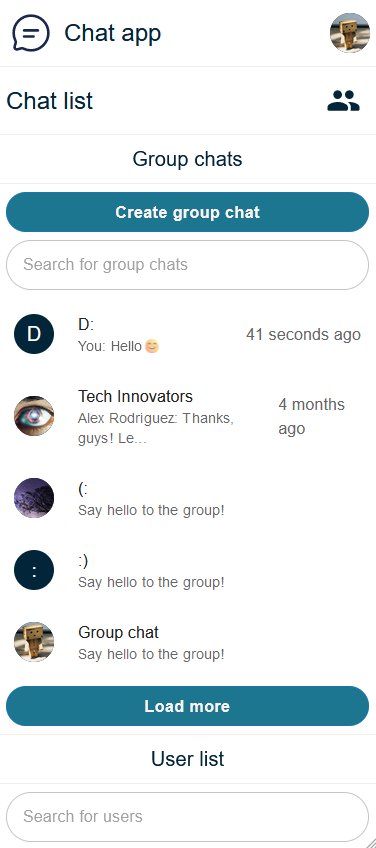 Chat app
Chat list
Group chats
Create group chat
Search for group chats
D
D:
You: Hello😊
41 seconds ago
Tech Innovators
Alex Rodriguez: Thanks,
guys! Le...
4 months
ago
(:
Say hello to the group!
:
:)
Say hello to the group!
Group chat
Say hello to the group!
Load more
User list
Search for users